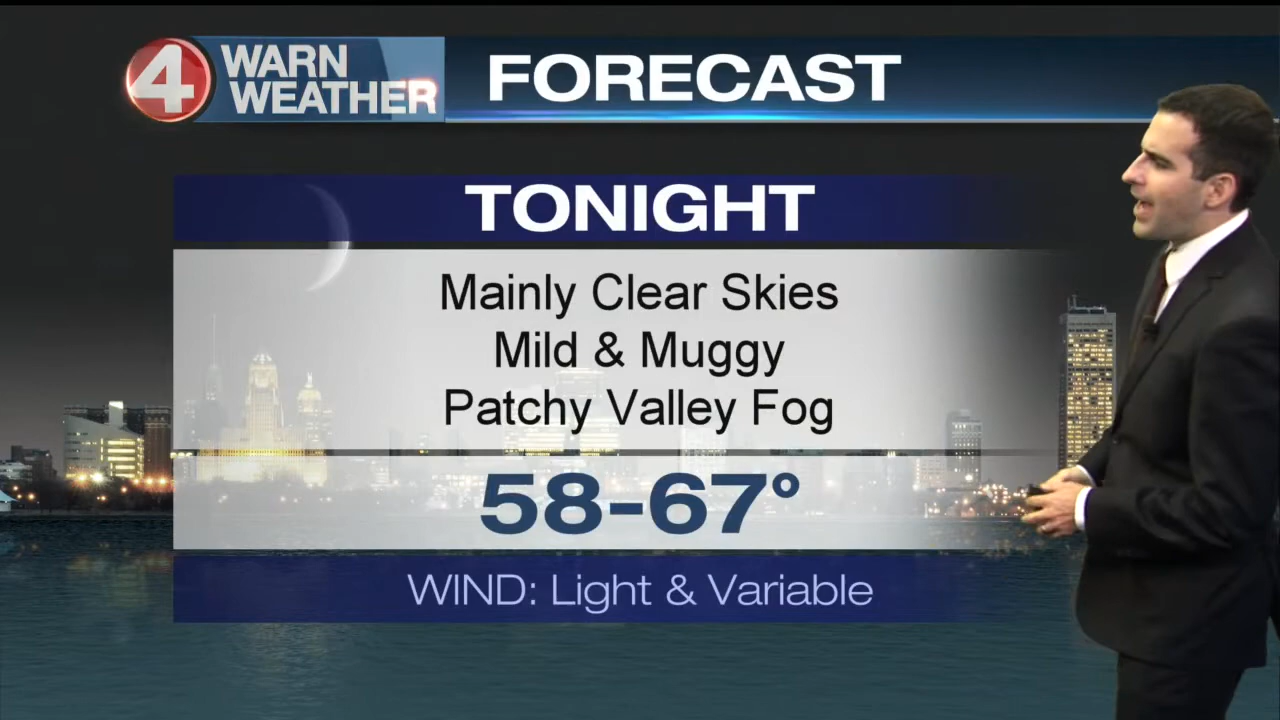 4 WARN
WEATHER
FORECAST
TONIGHT
Mainly Clear Skies
Mild & Muggy
Patchy Valley Fog
58-67°
WIND: Light & Variable